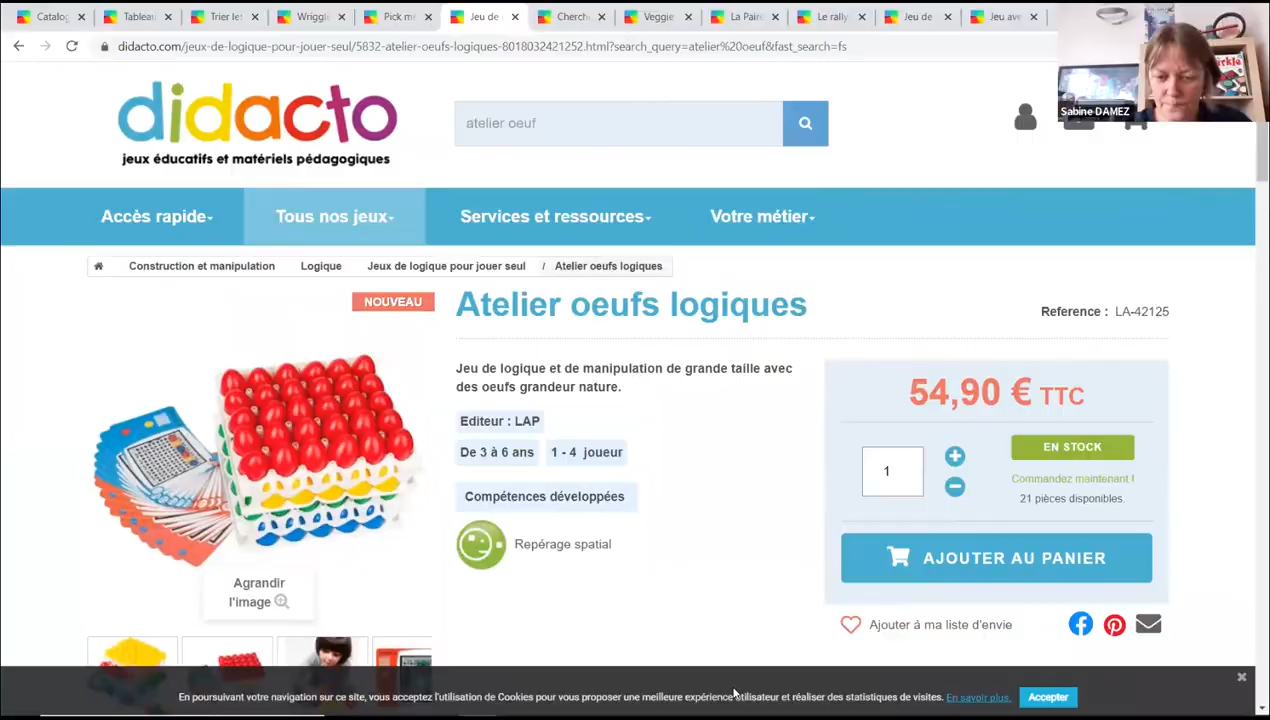 Catalog
Tableau
Trier les
Wriggle
Pick me
Jeu de
Cherch
Veggie
La Paire
Le rally
Jeu de
Jeu ave
didacto.com/jeux-de-logique-pour-jouer-seul/5832-atelier-oeufs-logiques-8018032421252.html?search_query=atelier%20oeuf&fast_search=fs
Sabine DAMEZ
didacto
jeux éducatifs et matériels pédagogiques
atelier oeuf
Accès rapide
Tous nos jeux
Services et ressources
Votre métier
Construction et manipulation
Logique
Jeux de logique pour jouer seul
/ Atelier oeufs logiques
NOUVEAU
Atelier oeufs logiques
Reference : LA-42125
Jeu de logique et de manipulation de grande taille avec
des oeufs grandeur nature.
Editeur : LAP
De 3 à 6 ans
1 - 4 joueur
Compétences développées
Repérage spatial
54,90 € TTC
1
EN STOCK
Commandez maintenant !
21 pièces disponibles.
AJOUTER AU PANIER
Ajouter à ma liste d'envie
Agrandir
l'image
En poursuivant votre navigation sur ce site, vous acceptez l'utilisation de Cookies pour vous proposer une meilleure expérience utilisateur et réaliser des statistiques de visites. En savoir plus.
Accepter